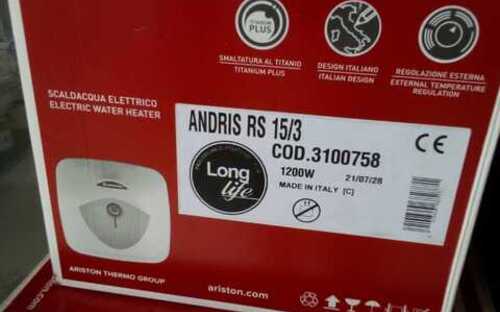 TITANIUM
PLUS
SMALTATURA AL TITANIO
TITANIUM PLUS
DESIGN ITALIANO
ITALIAN DESIGN
REGOLAZIONE ESTERNA
EXTERNAL TEMPERATURE
REGULATION
SCALDACQUA ELETTRICO
ELECTRIC WATER HEATER
ANDRIS RS 15/3
COD.3100758
1200W 21/07/28
MADE IN ITALY [C]
Long
life
CE
ARISTON THERMO GROUP
ariston.com
on.com